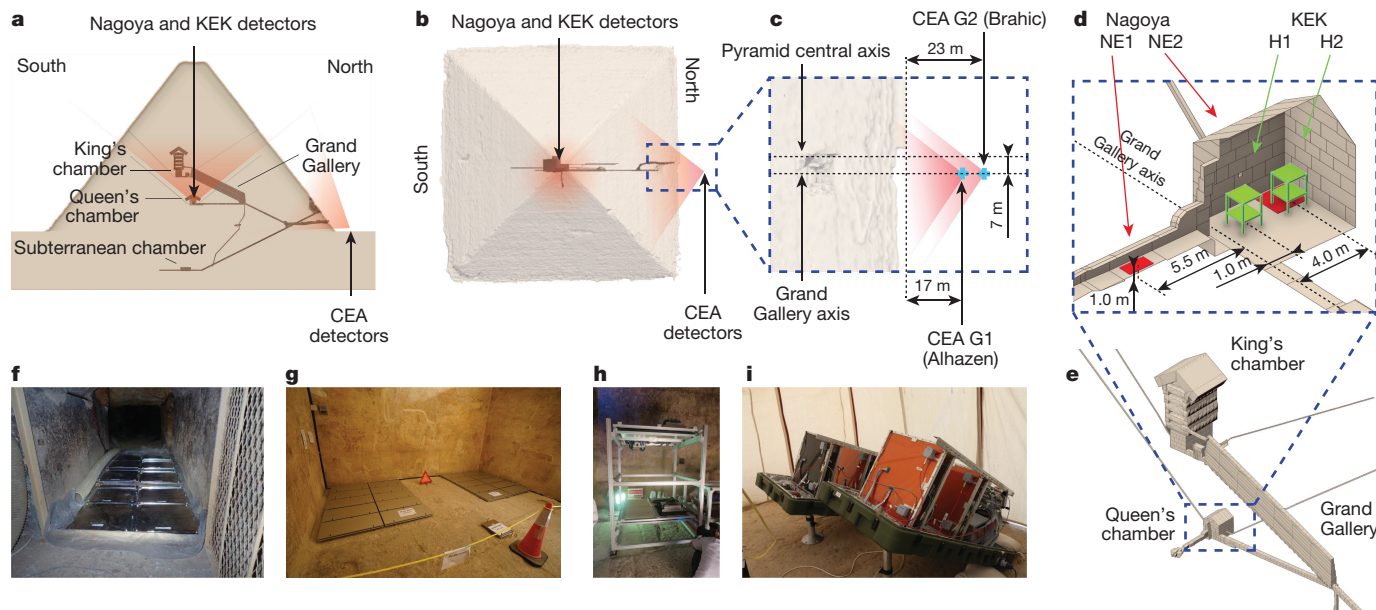 a
Nagoya and KEK detectors
South
North
King's
chamber
Grand
Gallery
Queen's
chamber
Subterranean chamber
CEA
detectors
b
Nagoya and KEK detectors
North
South
CEA
detectors
c
CEA G2 (Brahic)
23 m
Pyramid central axis
7 m
17 m
Grand
Gallery axis
CEA G1
(Alhazen)
d
Nagoya
NE1 NE2
KEK
H1 H2
Grand
Gallery axis
5.5 m
1.0 m
4.0 m
1.0 m
e
King's
chamber
Queen's
chamber
Grand
Gallery
f
g
h
i